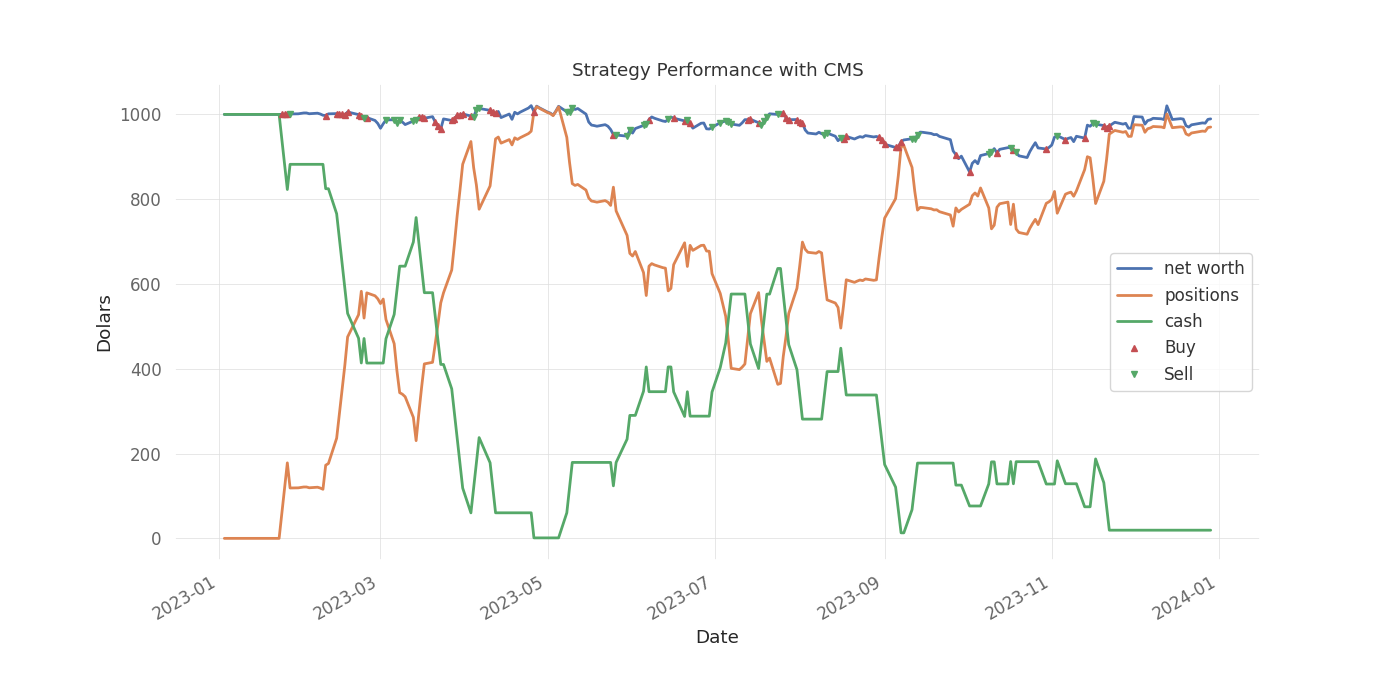 Strategy Performance with CMS
1000
800
600
400
200
0
Dolars
net worth
positions
cash
Buy
Sell
2023-01
2023-03
2023-05
2023-07
2023-09
2023-11
2024-01
Date